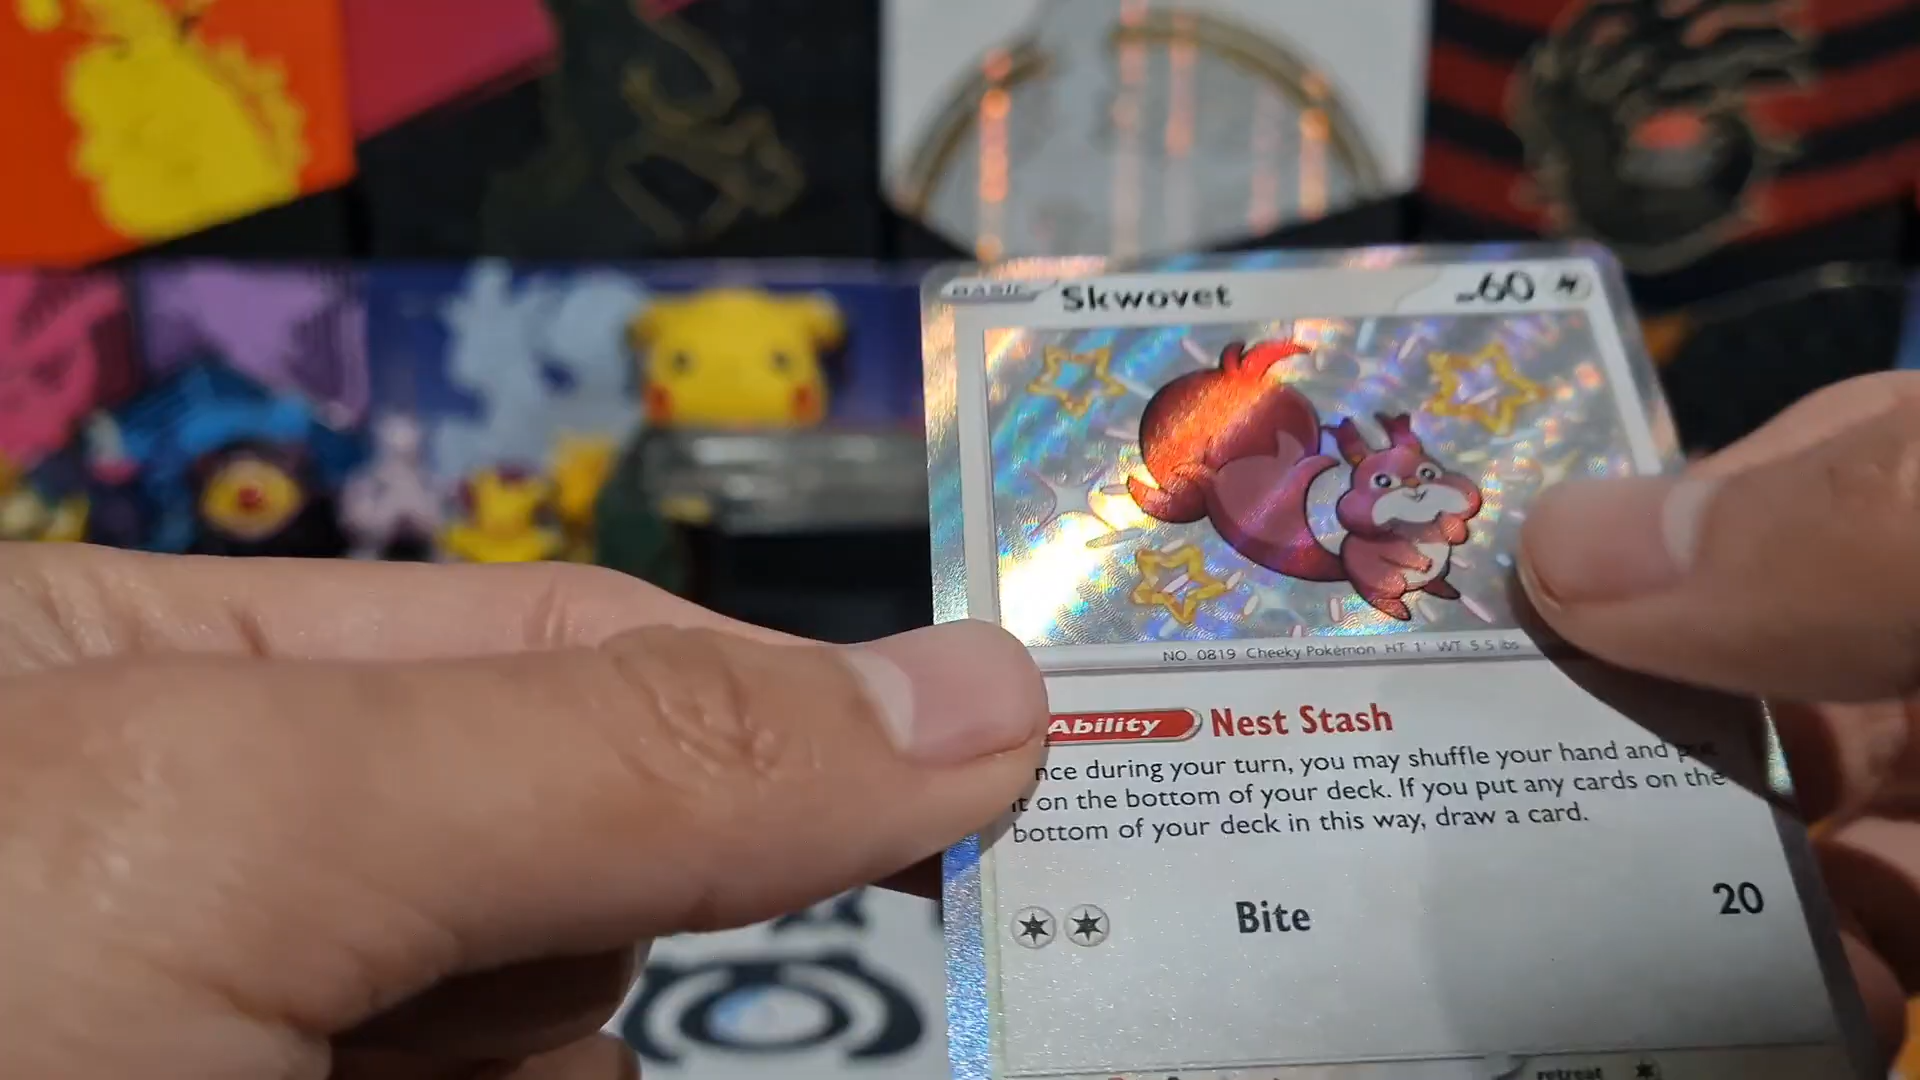 BASIC Skwovet 60
NO. 0819 Cheeky Pokémon HT 1' WT 5.5 lbs
Ability Nest Stash
nce during your turn, you may shuffle your hand and
it on the bottom of your deck. If you put any cards on the
bottom of your deck in this way, draw a card.
Bite 20
retreat